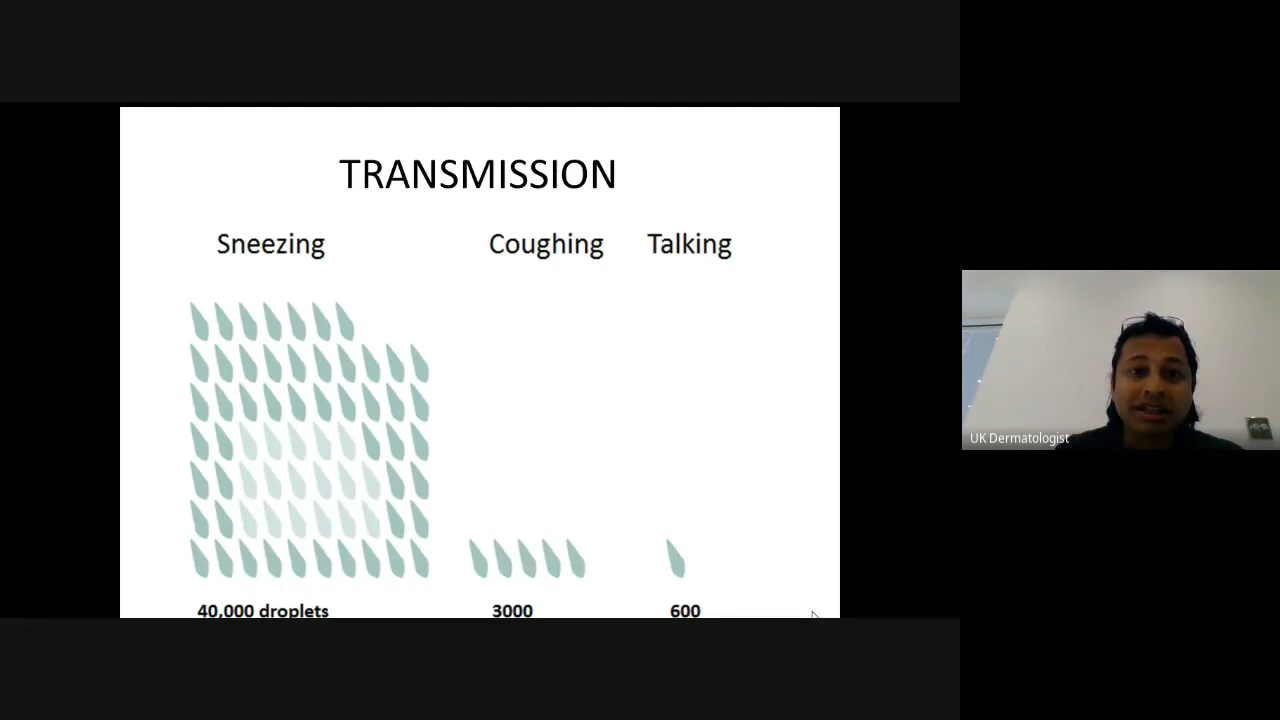 TRANSMISSION
Sneezing Coughing Talking
40,000 droplets 3000 600
UK Dermatologist